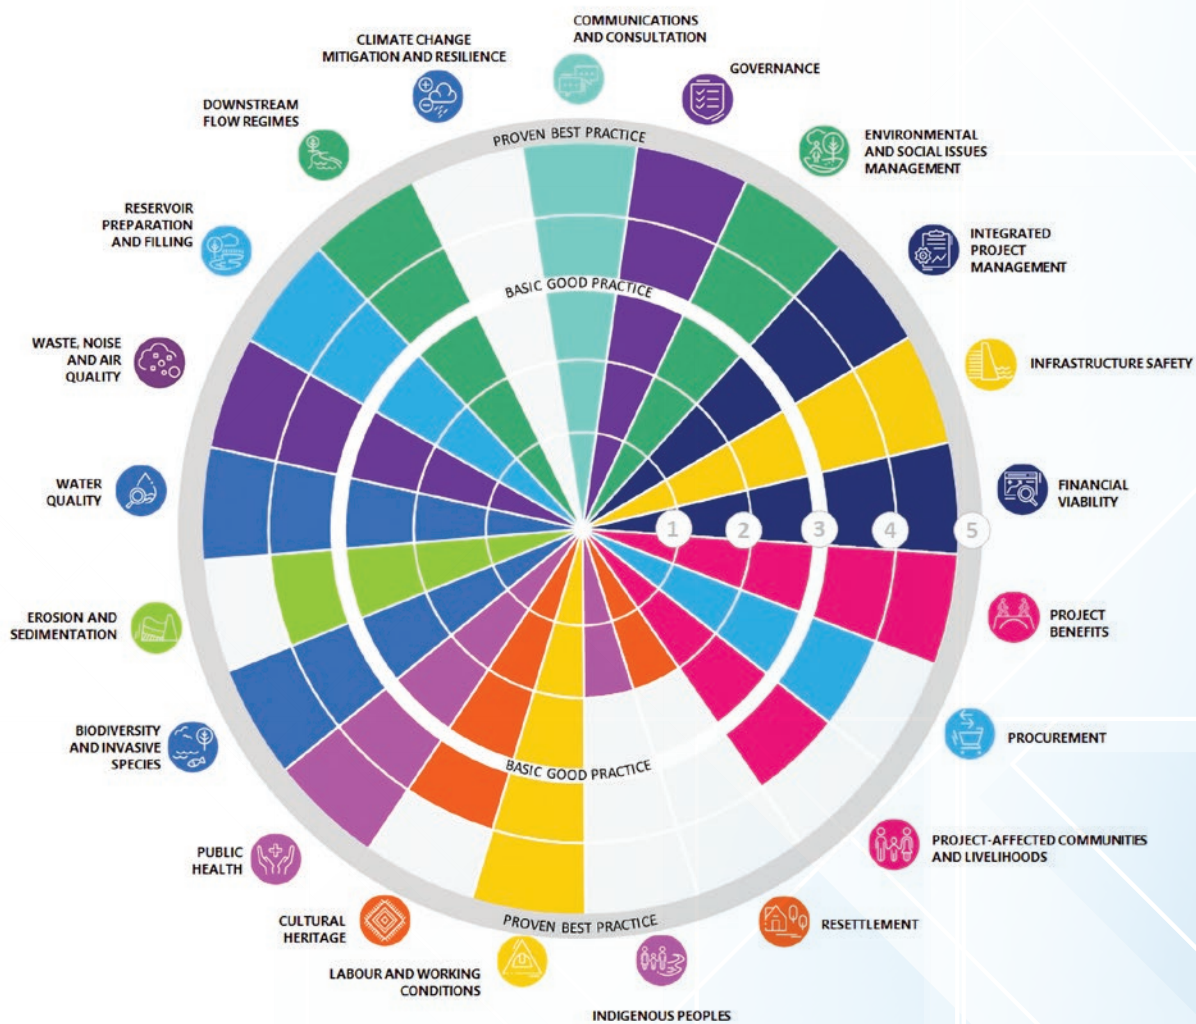 COMMUNICATIONS
AND CONSULTATION
GOVERNANCE
ENVIRONMENTAL
AND SOCIAL ISSUES
MANAGEMENT
INTEGRATED
PROJECT
MANAGEMENT
INFRASTRUCTURE SAFETY
FINANCIAL
VIABILITY
PROJECT
BENEFITS
PROCUREMENT
PROJECT-AFFECTED COMMUNITIES
AND LIVELIHOODS
RESETTLEMENT
INDIGENOUS PEOPLES
LABOUR AND WORKING
CONDITIONS
CULTURAL
HERITAGE
PUBLIC
HEALTH
BIODIVERSITY
AND INVASIVE
SPECIES
EROSION AND
SEDIMENTATION
WATER
QUALITY
WASTE, NOISE
AND AIR
QUALITY
RESERVOIR
PREPARATION
AND FILLING
DOWNSTREAM
FLOW REGIMES
CLIMATE CHANGE
MITIGATION AND RESILIENCE
PROVEN BEST PRACTICE
BASIC GOOD PRACTICE
1
2
3
4
5
BASIC GOOD PRACTICE
PROVEN BEST PRACTICE